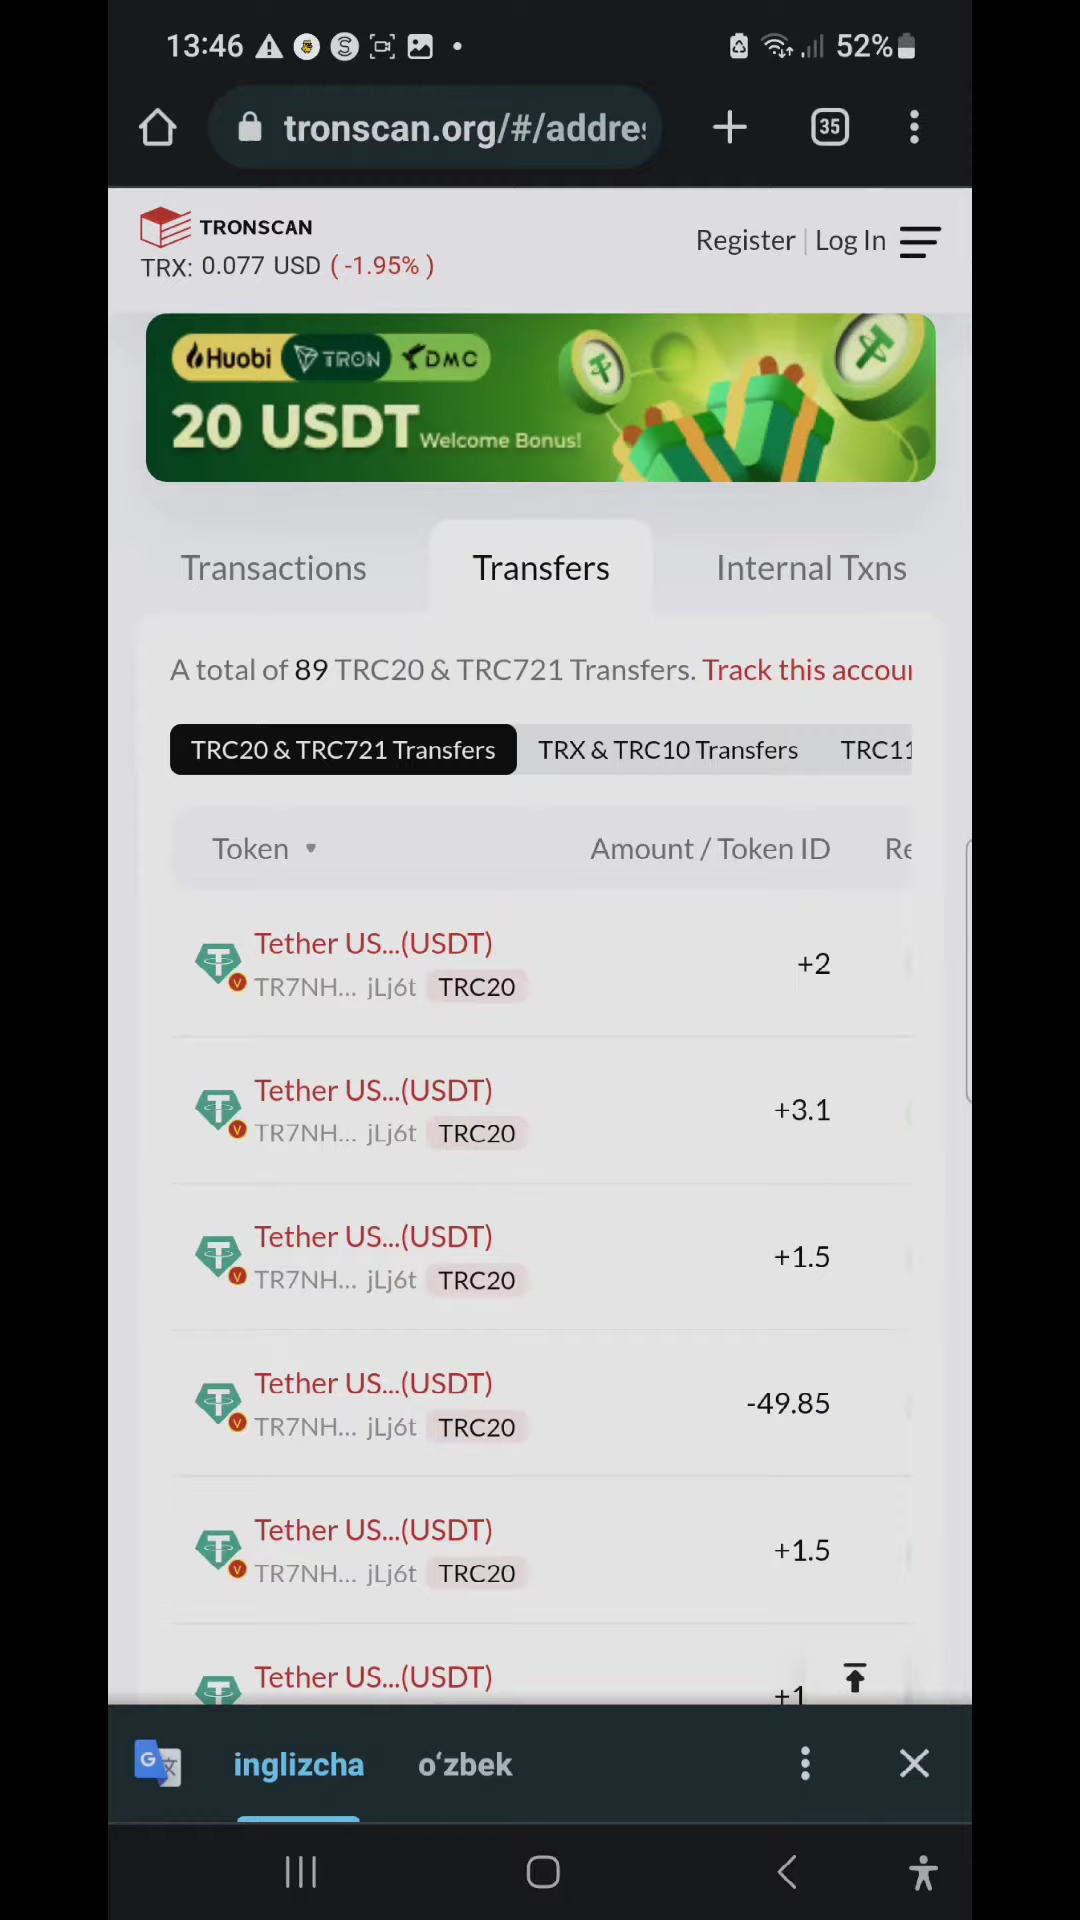 13:46
52%
tronscan.org/#/addre
35
TRONSCAN
TRX: 0.077 USD ( -1.95% )
Register | Log In
Huobi TRON DMC
20 USDT Welcome Bonus!
Transactions Transfers Internal Txns
A total of 89 TRC20 & TRC721 Transfers. Track this accou
TRC20 & TRC721 Transfers TRX & TRC10 Transfers TRC11
Token Amount / Token ID Re
Tether US...(USDT)
TR7NH... jLj6t TRC20
+2
Tether US...(USDT)
TR7NH... jLj6t TRC20
+3.1
Tether US...(USDT)
TR7NH... jLj6t TRC20
+1.5
Tether US...(USDT)
TR7NH... jLj6t TRC20
-49.85
Tether US...(USDT)
TR7NH... jLj6t TRC20
+1.5
Tether US...(USDT)
+1
inglizcha oʻzbek